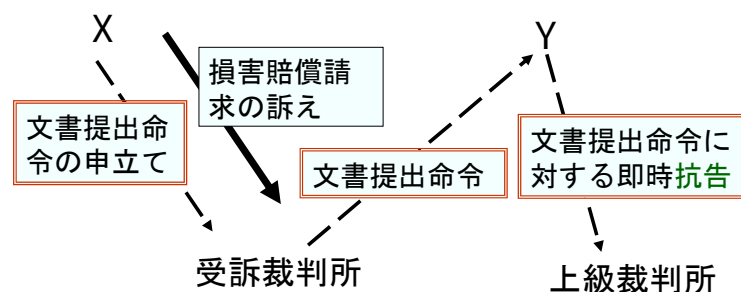 X
Y
損害賠償請
求の訴え
文書提出命
令の申立て
文書提出命令
文書提出命令に
対する即時抗告
受訴裁判所
上級裁判所